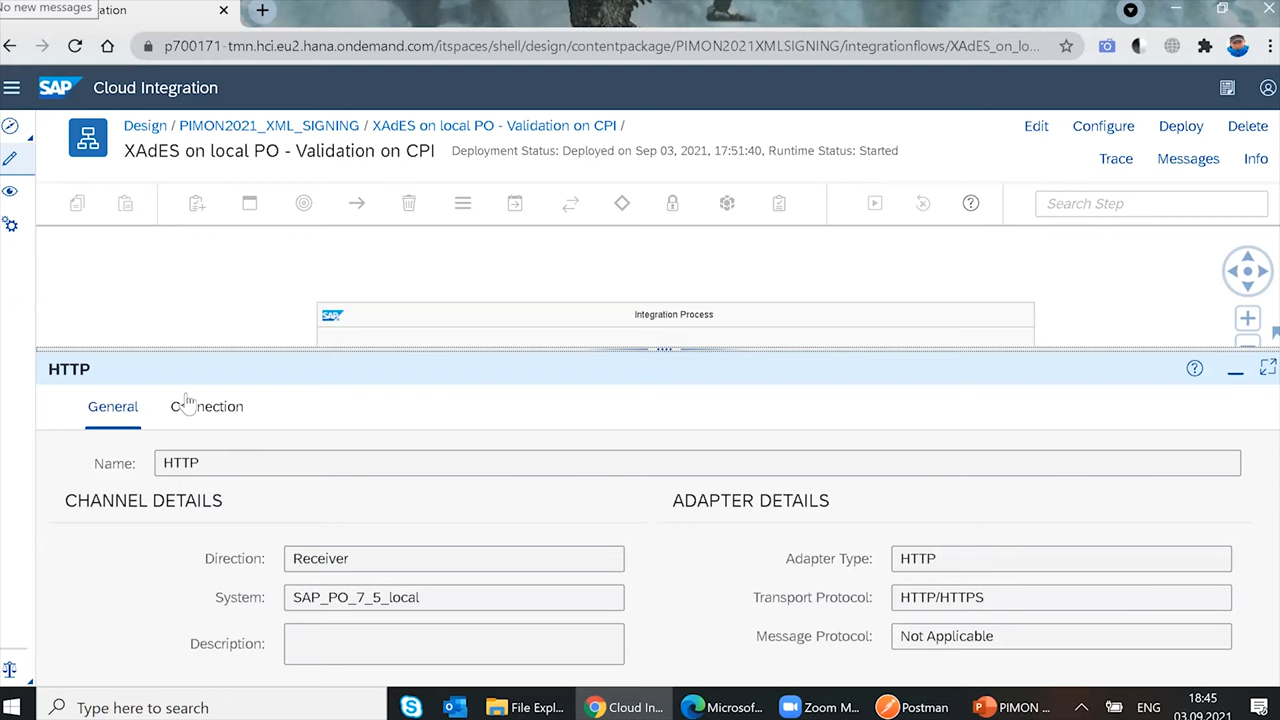 No new messages
ation
p700171-tmn.hci.eu2.hana.ondemand.com/itspaces/shell/design/contentpackage/PIMON2021XMLSIGNING/integrationflows/XAdES_on_lo...
SAP Cloud Integration
Design / PIMON2021_XML_SIGNING / XAdES on local PO - Validation on CPI /
Edit Configure Deploy Delete
XAdES on local PO - Validation on CPI Deployment Status: Deployed on Sep 03, 2021, 17:51:40, Runtime Status: Started
Trace Messages Info
Search Step
SAP Integration Process
HTTP
General Connection
Name: HTTP
CHANNEL DETAILS
Direction: Receiver
System: SAP_PO_7_5_local
Description:
ADAPTER DETAILS
Adapter Type: HTTP
Transport Protocol: HTTP/HTTPS
Message Protocol: Not Applicable
Type here to search
File Expl...
Cloud In...
Microsof...
Zoom M...
Postman
PIMON ...
ENG
18:45
03.09.2021